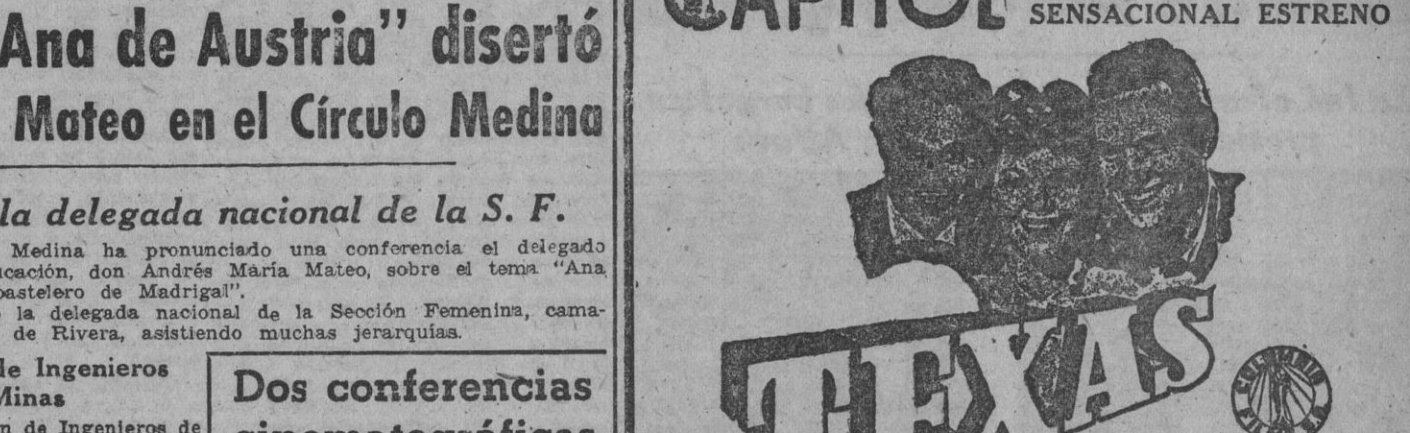 Ana de Austria" disertó
Mateo en el Círculo Medina
la delegada nacional de la S. F.
Medina ha pronunciado una conferencia el delegado
ucación, don Andrés María Mateo, sobre el tema "Ana
pastelero de Madrigal".
la delegada nacional de la Sección Femenina, cama-
de Rivera, asistiendo muchas jerarquías.
de Ingenieros
Minas
n de Ingenieros de
Dos conferencias
cinematográficas
CAPITOL
SENSACIONAL ESTRENO
TEXAS